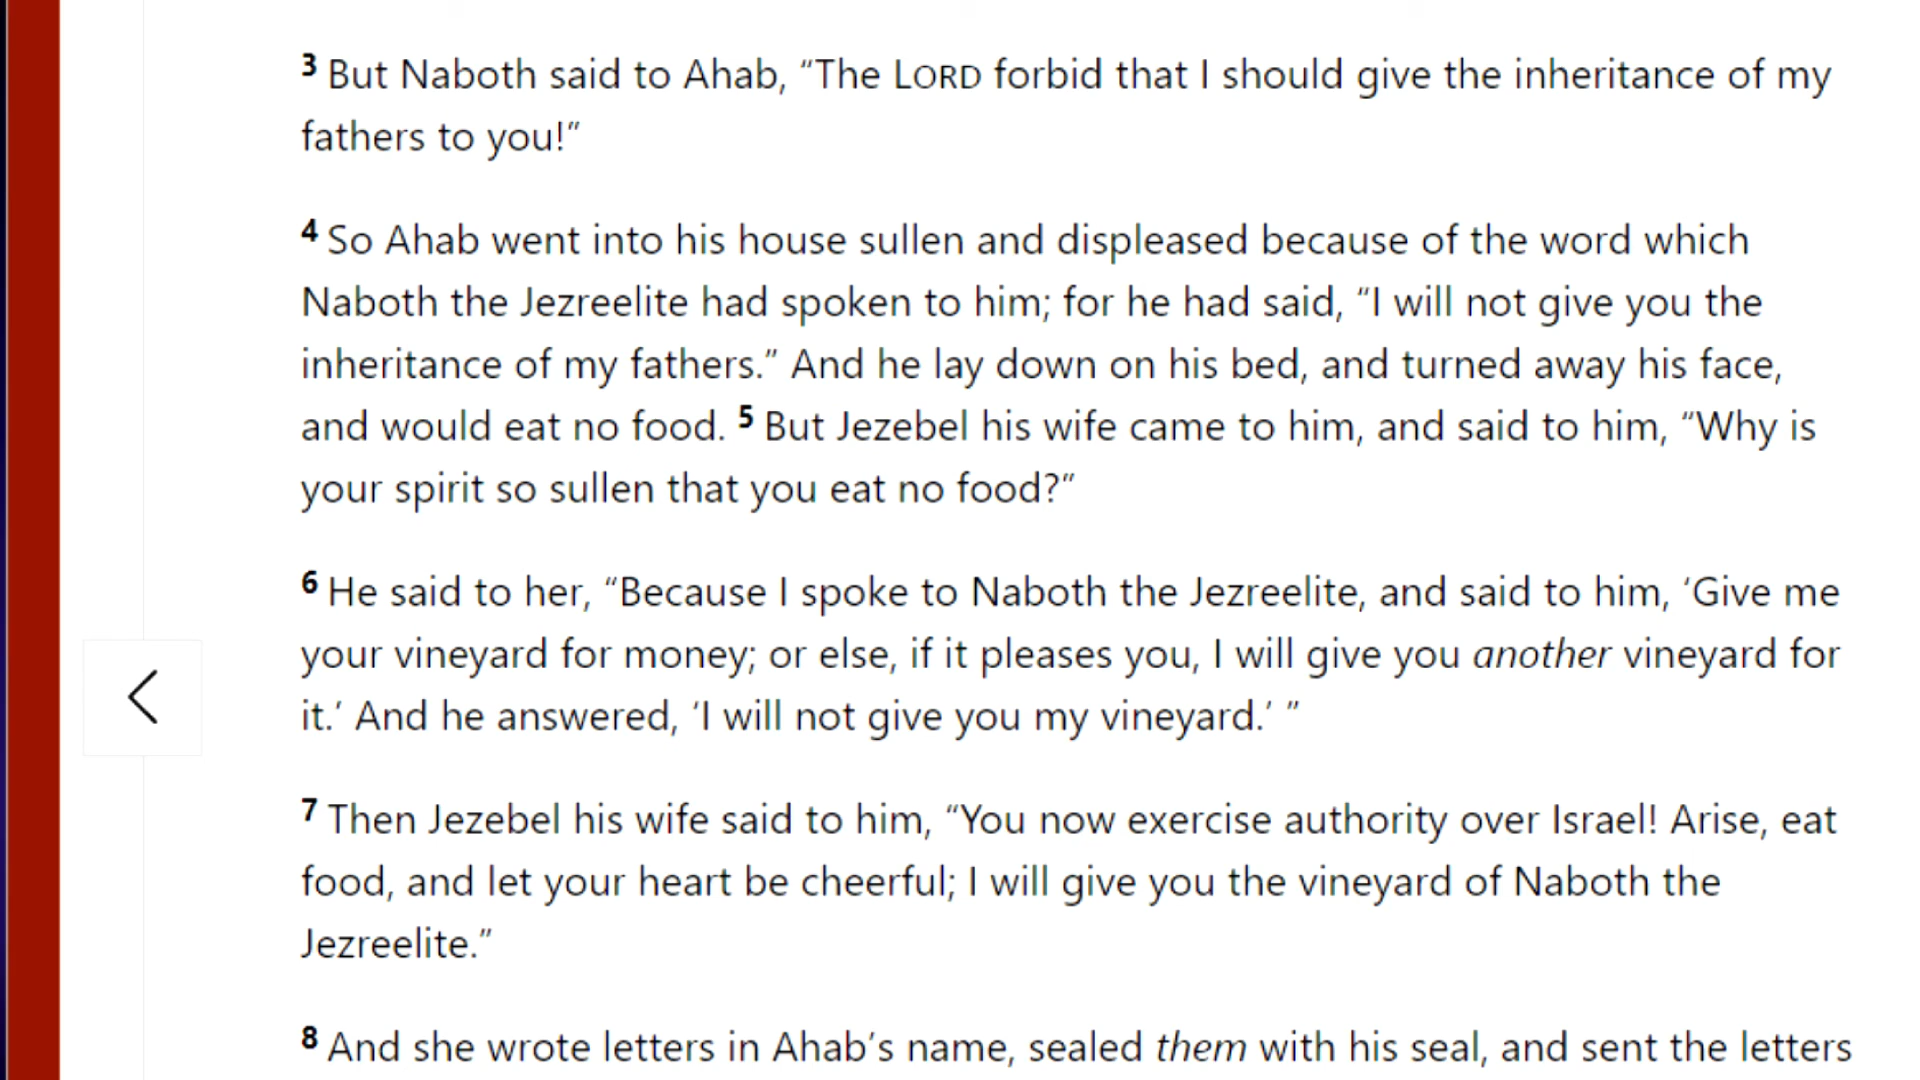 3 But Naboth said to Ahab, “The LORD forbid that I should give the inheritance of my
fathers to you!”
4 So Ahab went into his house sullen and displeased because of the word which
Naboth the Jezreelite had spoken to him; for he had said, “I will not give you the
inheritance of my fathers.” And he lay down on his bed, and turned away his face,
and would eat no food. 5 But Jezebel his wife came to him, and said to him, “Why is
your spirit so sullen that you eat no food?”
6 He said to her, “Because I spoke to Naboth the Jezreelite, and said to him, ‘Give me
your vineyard for money; or else, if it pleases you, I will give you another vineyard for
it.’ And he answered, ‘I will not give you my vineyard.’ ”
7 Then Jezebel his wife said to him, “You now exercise authority over Israel! Arise, eat
food, and let your heart be cheerful; I will give you the vineyard of Naboth the
Jezreelite.”
8 And she wrote letters in Ahab’s name, sealed them with his seal, and sent the letters